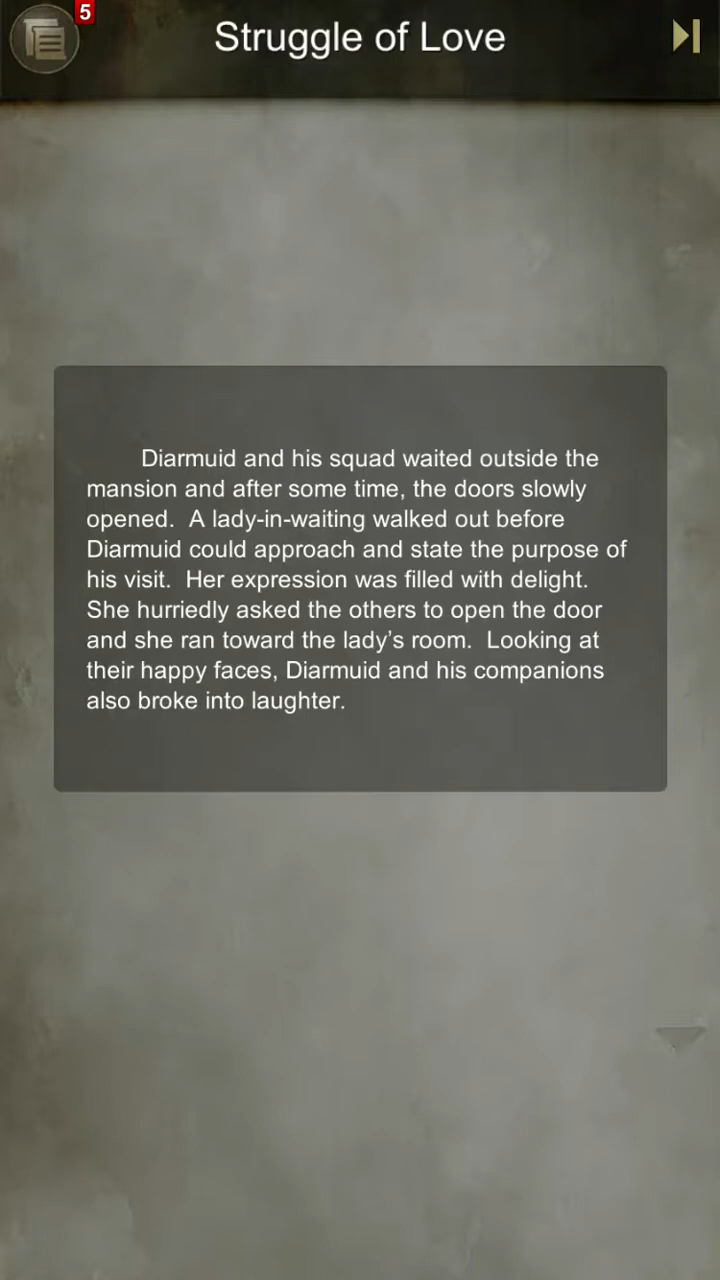 5
Struggle of Love
Diarmuid and his squad waited outside the
mansion and after some time, the doors slowly
opened.  A lady-in-waiting walked out before
Diarmuid could approach and state the purpose of
his visit.  Her expression was filled with delight.
She hurriedly asked the others to open the door
and she ran toward the lady’s room.  Looking at
their happy faces, Diarmuid and his companions
also broke into laughter.